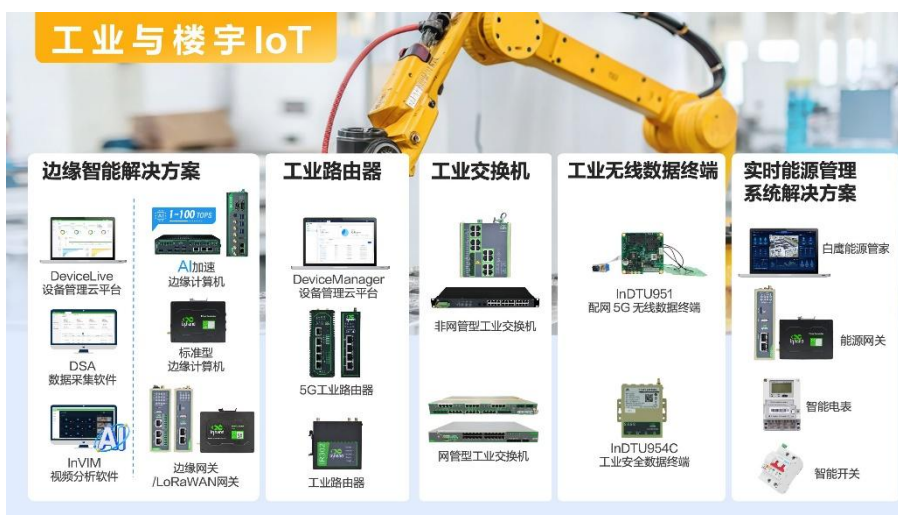 工业与楼宇IoT
边缘智能解决方案
DeviceLive
设备管理云平台
DSA
数据采集软件
AI
InVIM
视频分析软件
AI 1-100 TOPS
AI加速
边缘计算机
标准型
边缘计算机
边缘网关
/LoRaWAN网关
工业路由器
DeviceManager
设备管理云平台
5G工业路由器
工业路由器
工业交换机
非网管型工业交换机
网管型工业交换机
工业无线数据终端
InDTU951
配网 5G 无线数据终端
InDTU954C
工业安全数据终端
实时能源管理
系统解决方案
白鹰能源管家
能源网关
智能电表
智能开关